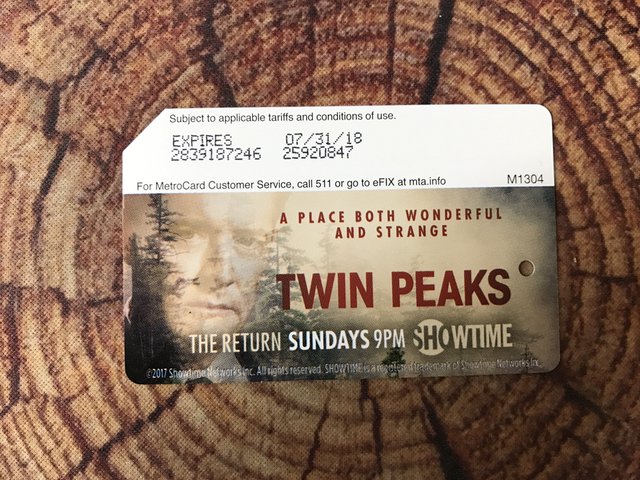 Subject to applicable tariffs and conditions of use.
EXPIRES 07/31/18
2839187246 25920847
For MetroCard Customer Service, call 511 or go to eFIX at mta.info M1304
A PLACE BOTH WONDERFUL
AND STRANGE
TWIN PEAKS
THE RETURN SUNDAYS 9PM SHOWTIME
©2017 Showtime Networks Inc. All rights reserved. SHOWTIME is a registered trademark of Showtime Networks Inc.